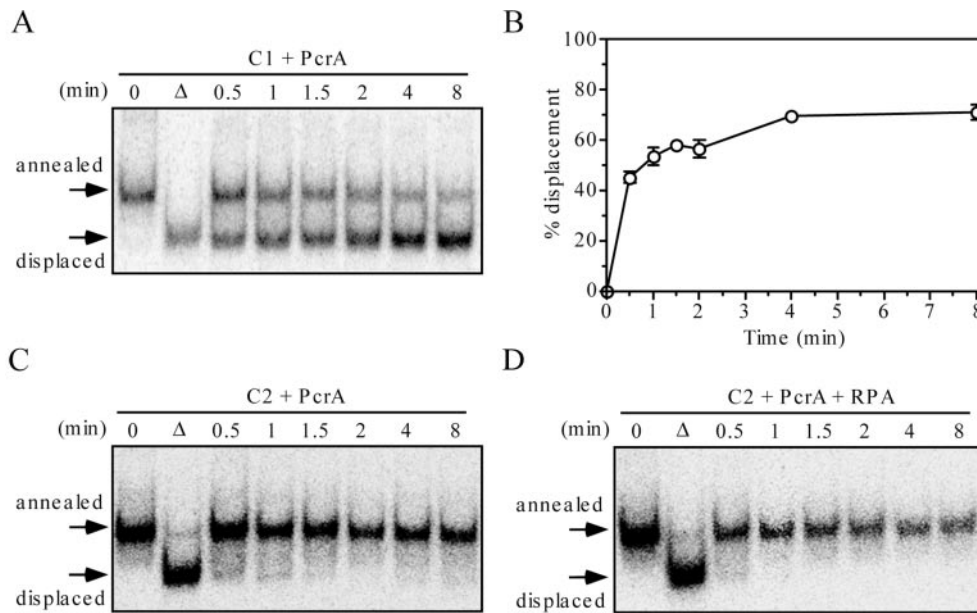 A
C1 + PcrA
(min) 0 Δ 0.5 1 1.5 2 4 8
annealed
displaced
B
% displacement
100
80
60
40
20
0
0 1 2 3 4 5 6 7 8
Time (min)
C
C2 + PcrA
(min) 0 Δ 0.5 1 1.5 2 4 8
annealed
displaced
D
C2 + PcrA + RPA
(min) 0 Δ 0.5 1 1.5 2 4 8
annealed
displaced